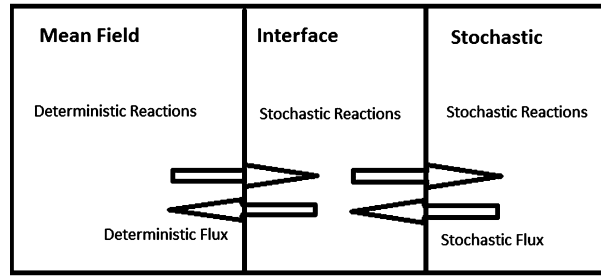 Mean Field
Interface
Stochastic
Deterministic Reactions
Stochastic Reactions
Stochastic Reactions
Deterministic Flux
Stochastic Flux